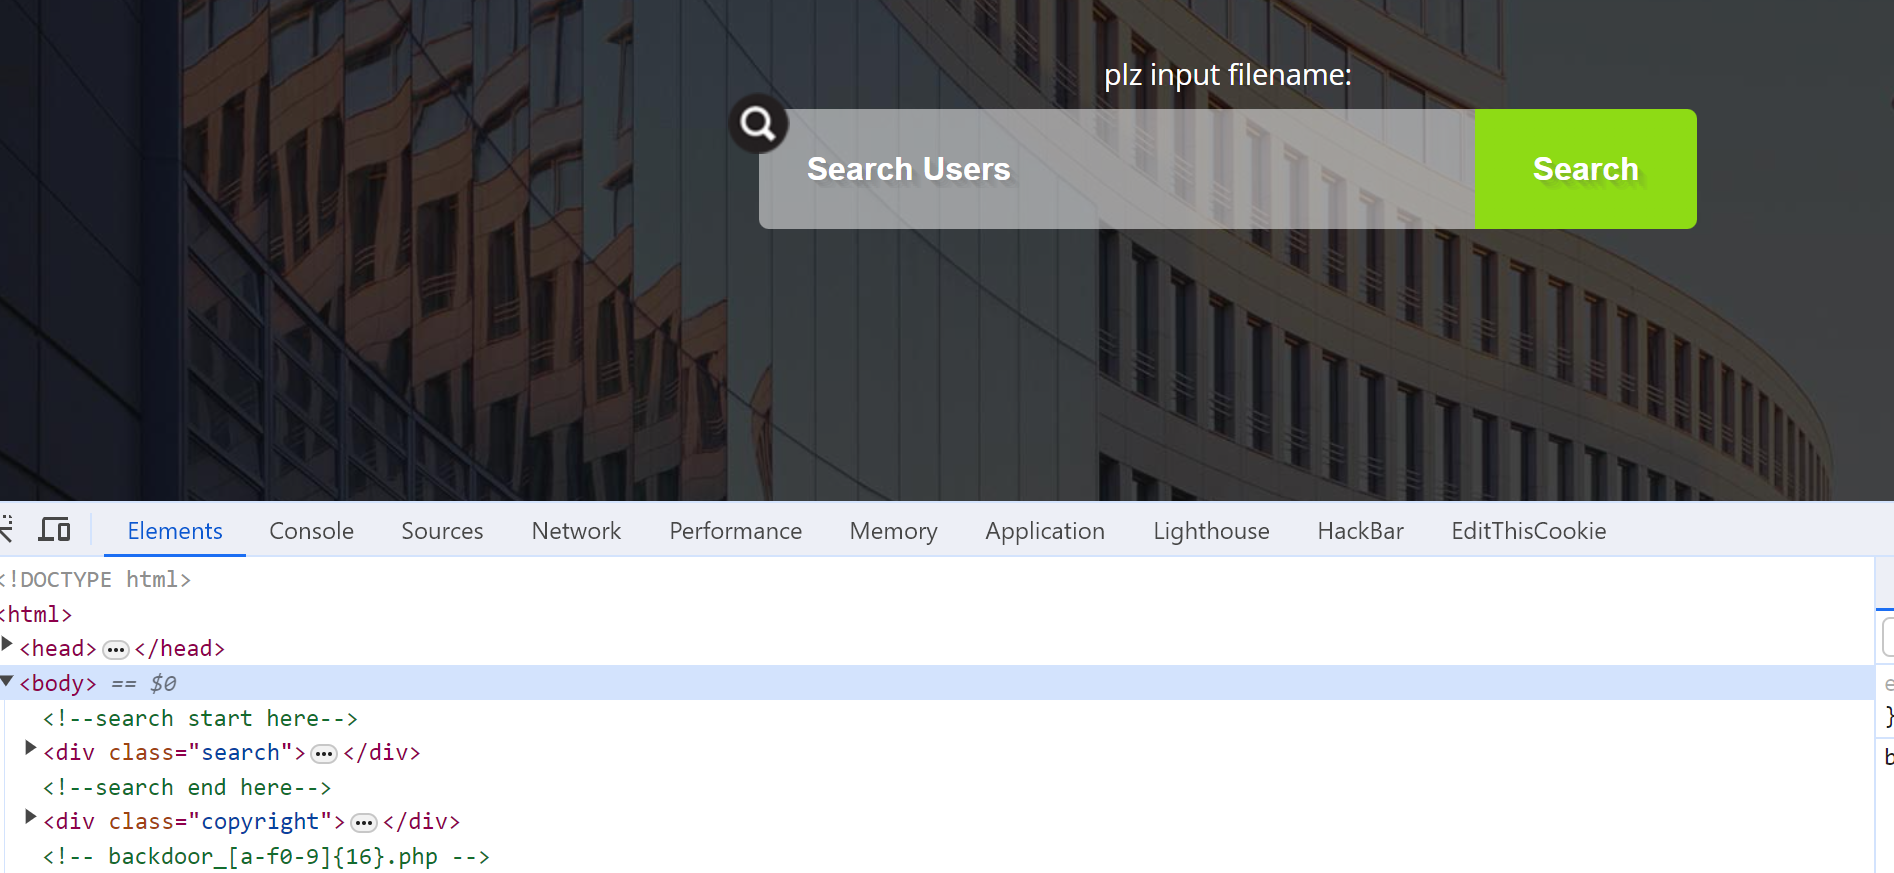 plz input filename:
Search Users
Search
Elements Console Sources Network Performance Memory Application Lighthouse HackBar EditThisCookie
<!DOCTYPE html>
<html>
<head>…</head>
<body> == $0
<!--search start here-->
<div class="search">…</div>
<!--search end here-->
<div class="copyright">…</div>
<!-- backdoor_[a-f0-9]{16}.php -->
e
}
b